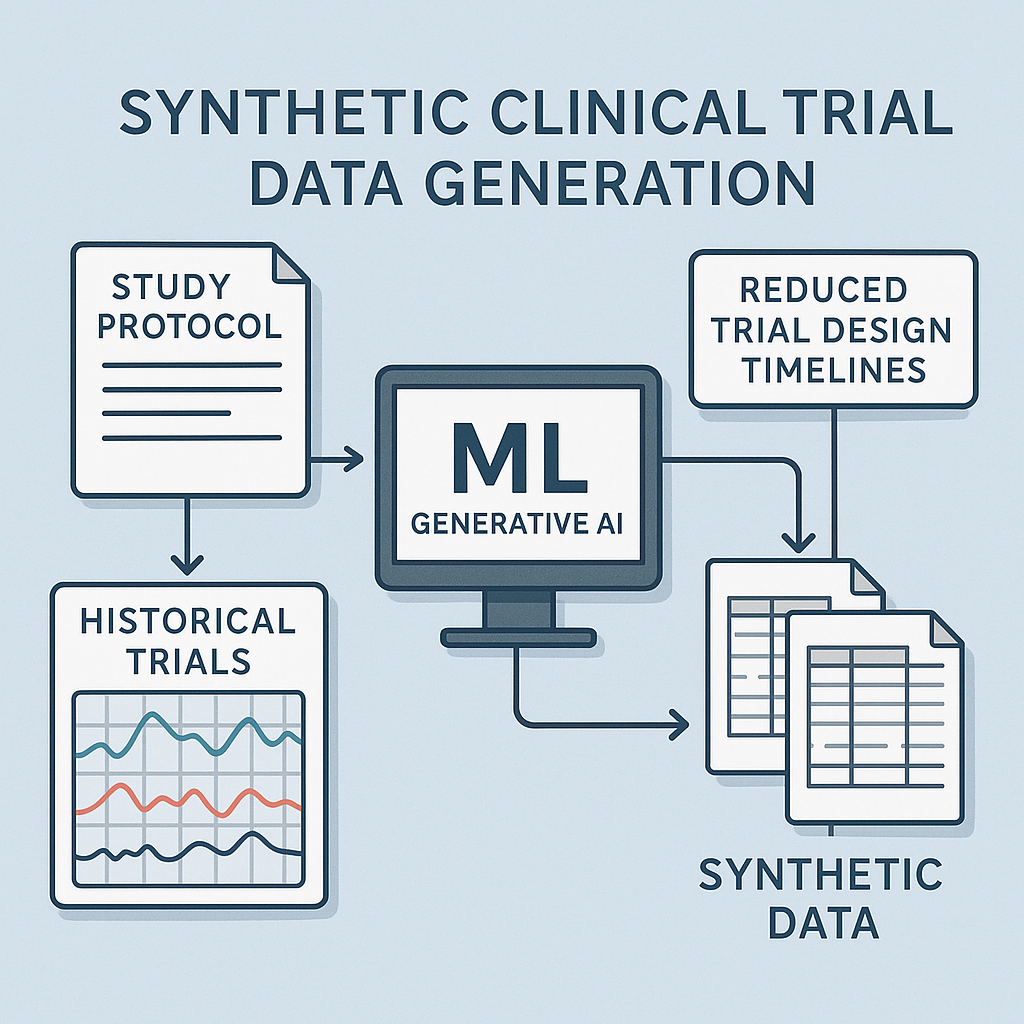 SYNTHETIC CLINICAL TRIAL
DATA GENERATION
STUDY
PROTOCOL
REDUCED
TRIAL DESIGN
TIMELINES
ML
GENERATIVE AI
HISTORICAL
TRIALS
SYNTHETIC
DATA